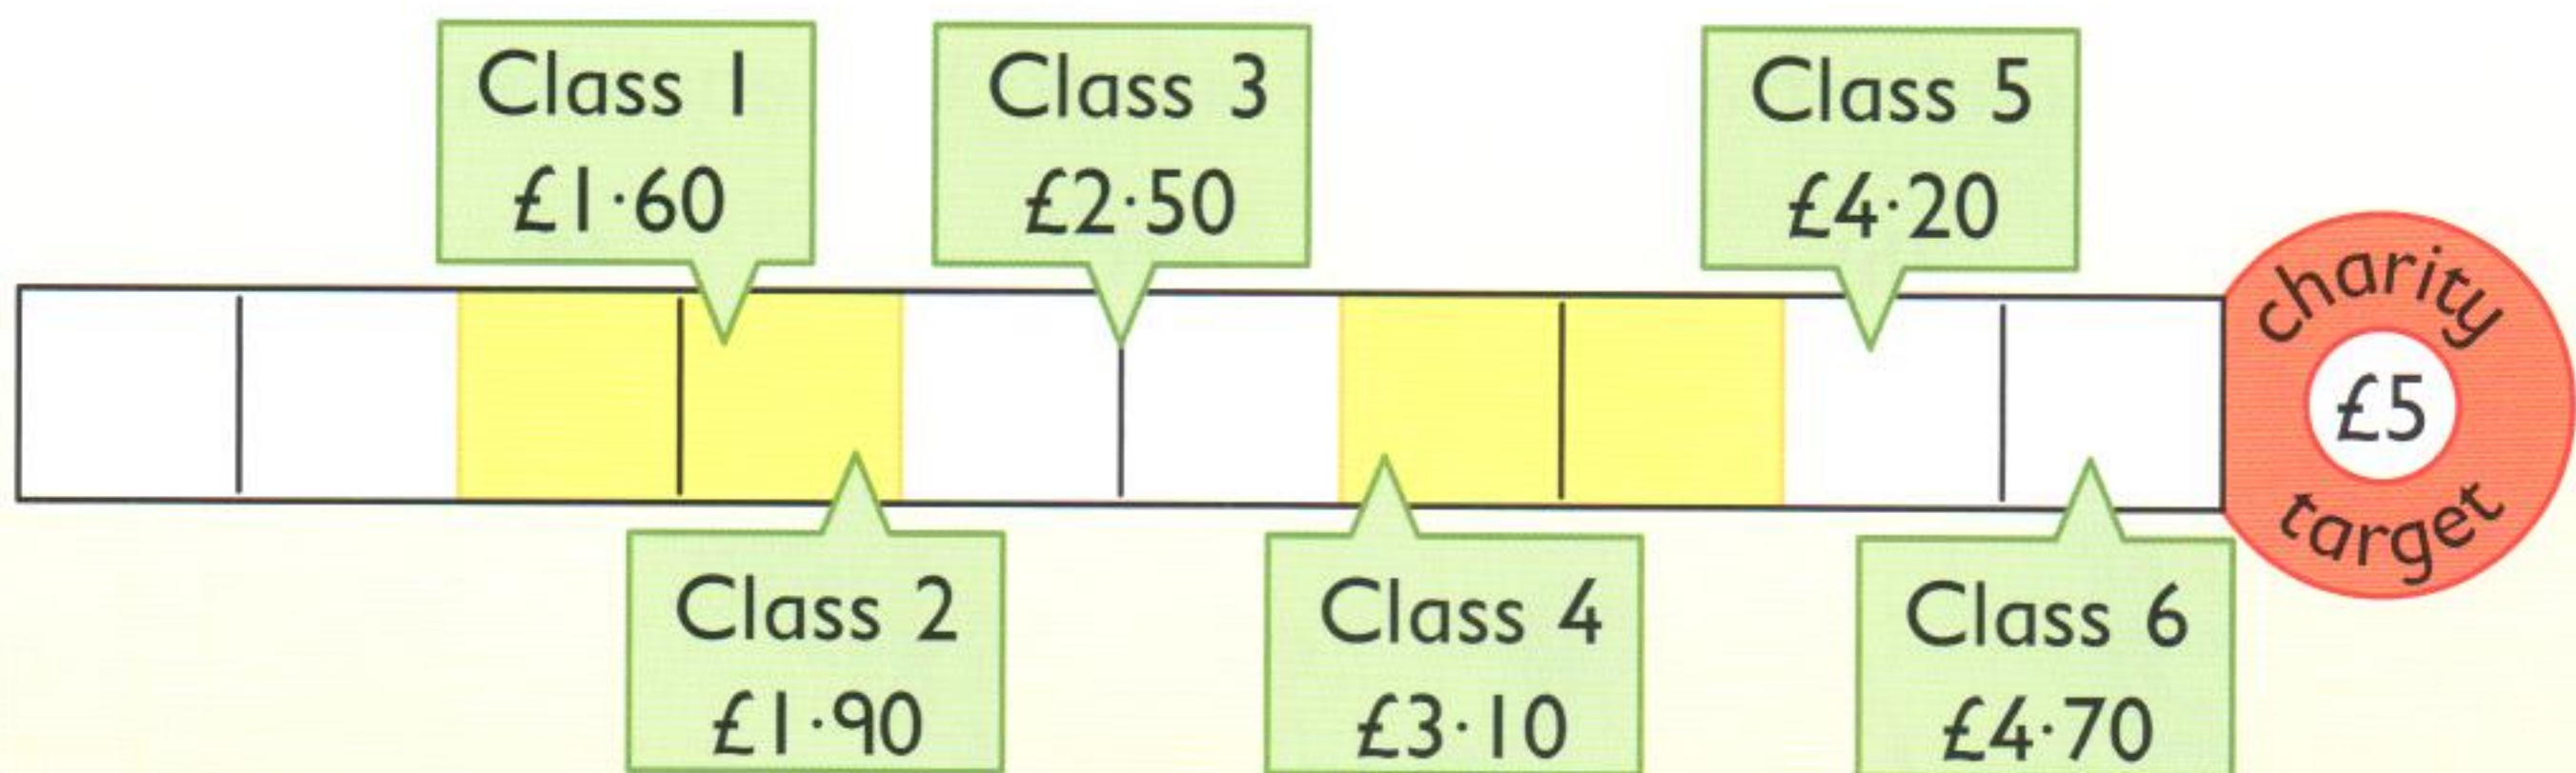 Class 1
£1·60
Class 3
£2·50
Class 5
£4·20
charity
£5
target
Class 2
£1·90
Class 4
£3·10
Class 6
£4·70